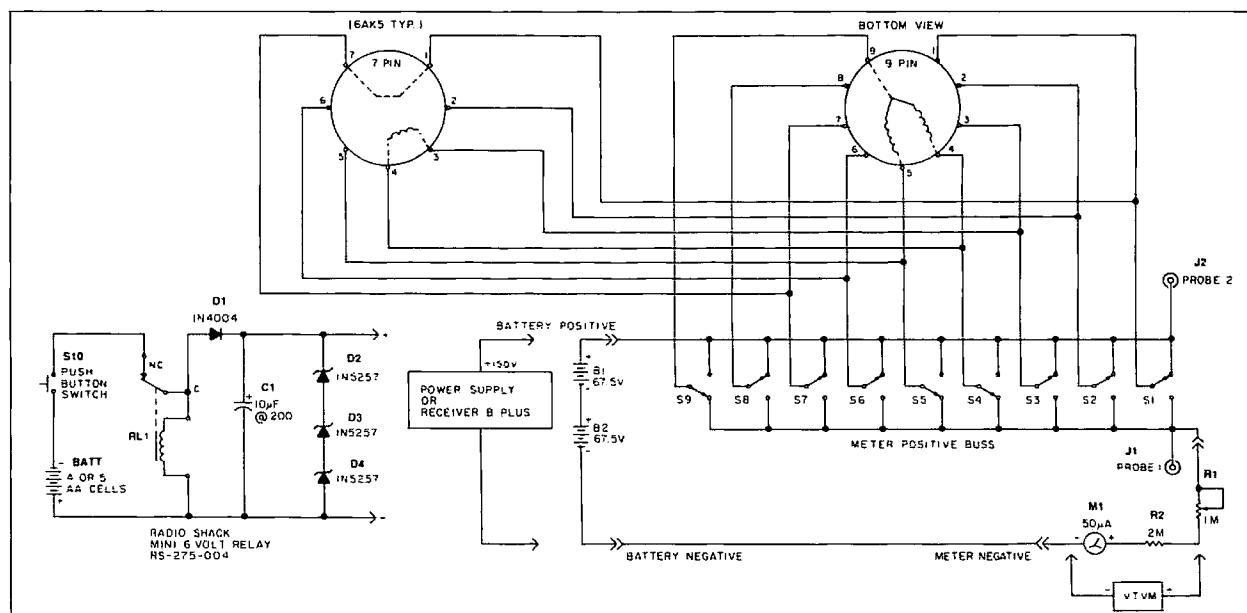 (6AK5 TYP.)
7 PIN
7
1
6
2
5
3
4
BOTTOM VIEW
9 PIN
9
1
8
2
7
3
6
4
5
J2
PROBE 2
D1
1N4004
BATTERY POSITIVE
S10
PUSH
BUTTON
SWITCH
NC
C
C1
+
10µF
@200
D2
1N5257
D3
1N5257
D4
1N5257
+
-
+150V
POWER SUPPLY
OR
RECEIVER B PLUS
+
B1
67.5V
-
+
B2
67.5V
-
S9
S8
S7
S6
S5
S4
S3
S2
S1
METER POSITIVE BUSS
RL1
BATT
4 OR 5
AA CELLS
-
+
J1
PROBE 1
R1
1M
RADIO SHACK
MINI 6 VOLT RELAY
RS-275-004
M1
50µA
-
+
R2
2M
BATTERY NEGATIVE
METER NEGATIVE
-
VTVM
+